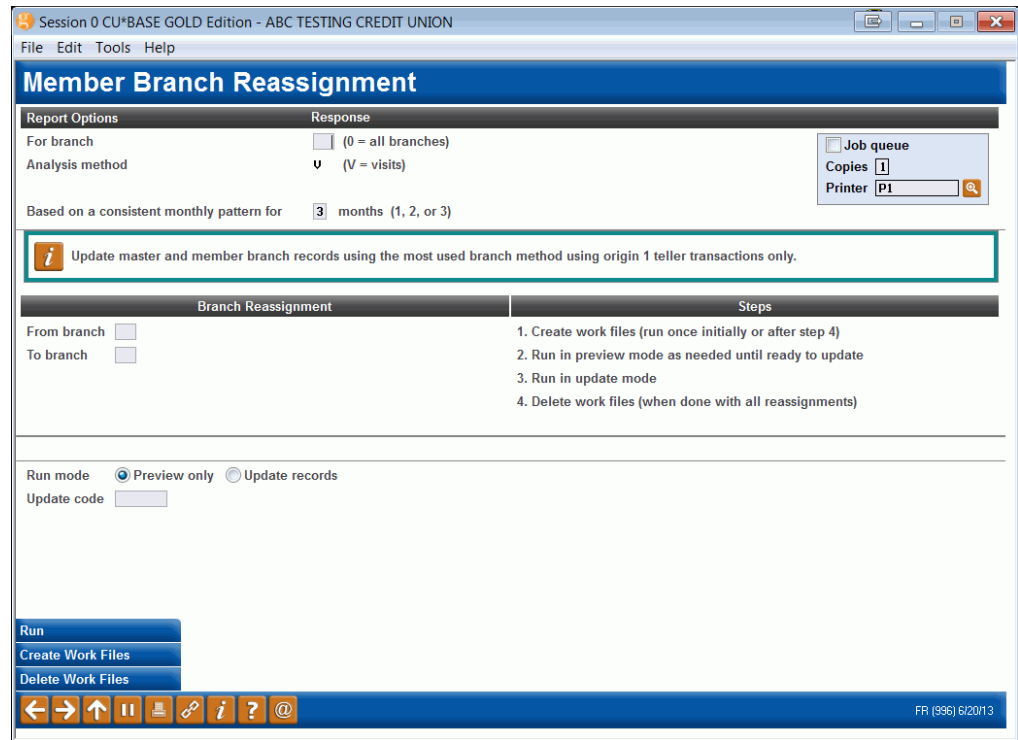 Session 0 CU*BASE GOLD Edition - ABC TESTING CREDIT UNION
File Edit Tools Help
Member Branch Reassignment
Report Options Response
For branch (0 = all branches)
Analysis method V (V = visits)
Based on a consistent monthly pattern for 3 months (1, 2, or 3)
Job queue
Copies 1
Printer P1
i Update master and member branch records using the most used branch method using origin 1 teller transactions only.
Branch Reassignment
From branch
To branch
Steps
1. Create work files (run once initially or after step 4)
2. Run in preview mode as needed until ready to update
3. Run in update mode
4. Delete work files (when done with all reassignments)
Run mode Preview only Update records
Update code
Run
Create Work Files
Delete Work Files
i ? @
FR (996) 6/20/13